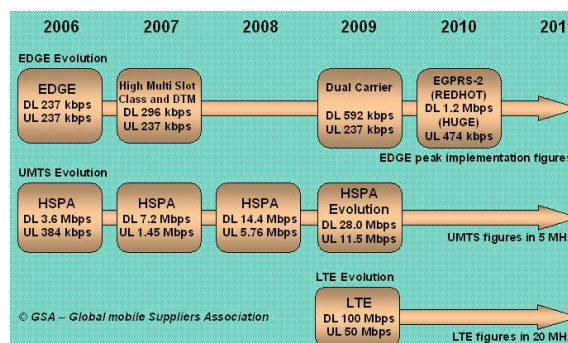 2006 2007 2008 2009 2010 201
EDGE Evolution
EDGE
DL 237 kbps
UL 237 kbps
High Multi Slot
Class and DTM
DL 296 kbps
UL 237 kbps
Dual Carrier
DL 592 kbps
UL 237 kbps
EGPRS-2
(REDHOT)
DL 1.2 Mbps
(HUGE)
UL 474 kbps
EDGE peak implementation figures
UMTS Evolution
HSPA
DL 3.6 Mbps
UL 384 kbps
HSPA
DL 7.2 Mbps
UL 1.45 Mbps
HSPA
DL 14.4 Mbps
UL 5.76 Mbps
HSPA
Evolution
DL 28.0 Mbps
UL 11.5 Mbps
UMTS figures in 5 MH
LTE Evolution
LTE
DL 100 Mbps
UL 50 Mbps
© GSA – Global mobile Suppliers Association
LTE figures in 20 MH